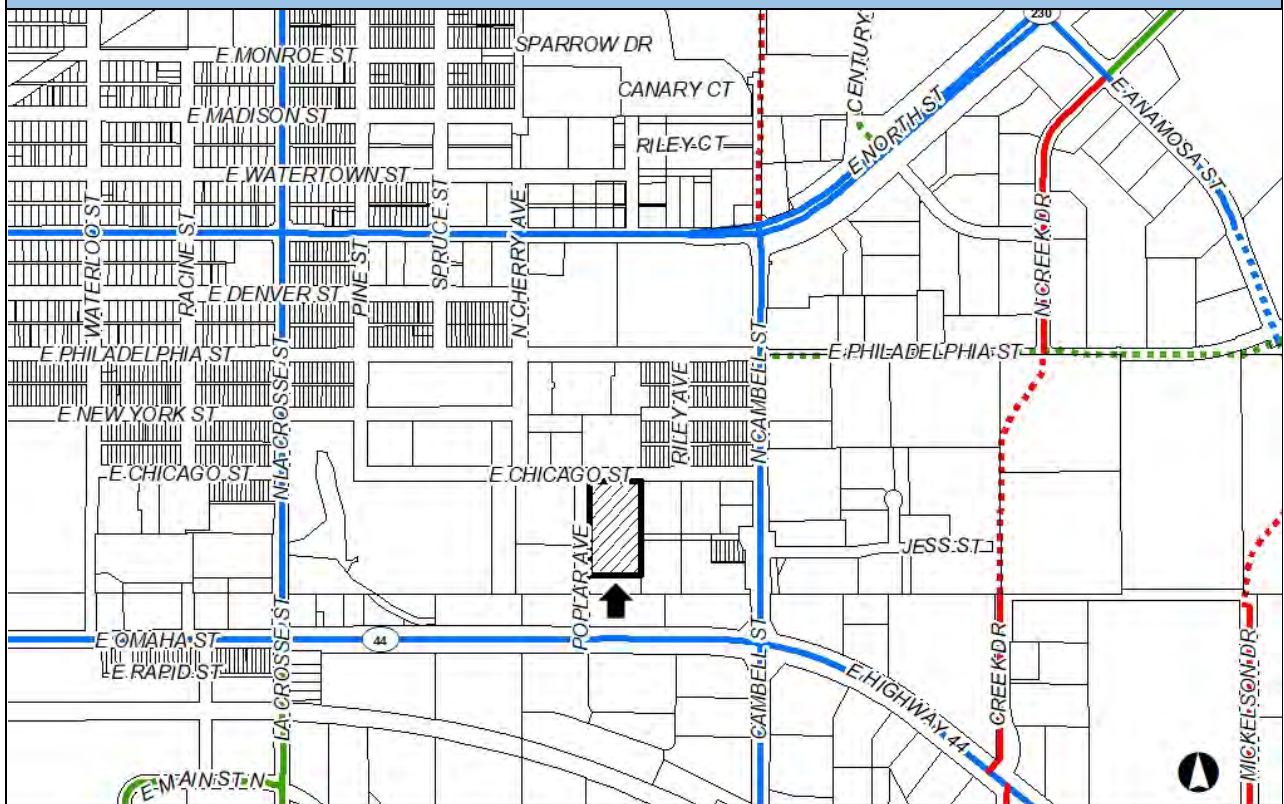 230
SPARROW DR
CENTURY
E MONROE ST
CANARY CT
E ANAMOSA ST
E MADISON ST
E NORTH ST
RILEY CT
E WATERTOWN ST
WATERLOO ST
RACINE ST
PINE ST
SPRUCE ST
N CHERRY AVE
N CREEK DR
E DENVER ST
E PHILADELPHIA ST
E PHILADELPHIA ST
N LA CROSSE ST
RILEY AVE
N CAMBELL ST
E NEW YORK ST
E CHICAGO ST
E CHICAGO ST
JESS ST
POPLAR AVE
E OMAHA ST
44
E RAPID ST
LA CROSSE ST
CAMBELL ST
E HIGHWAY 44
CREEK DR
MICKELSON DR
E MAIN ST N